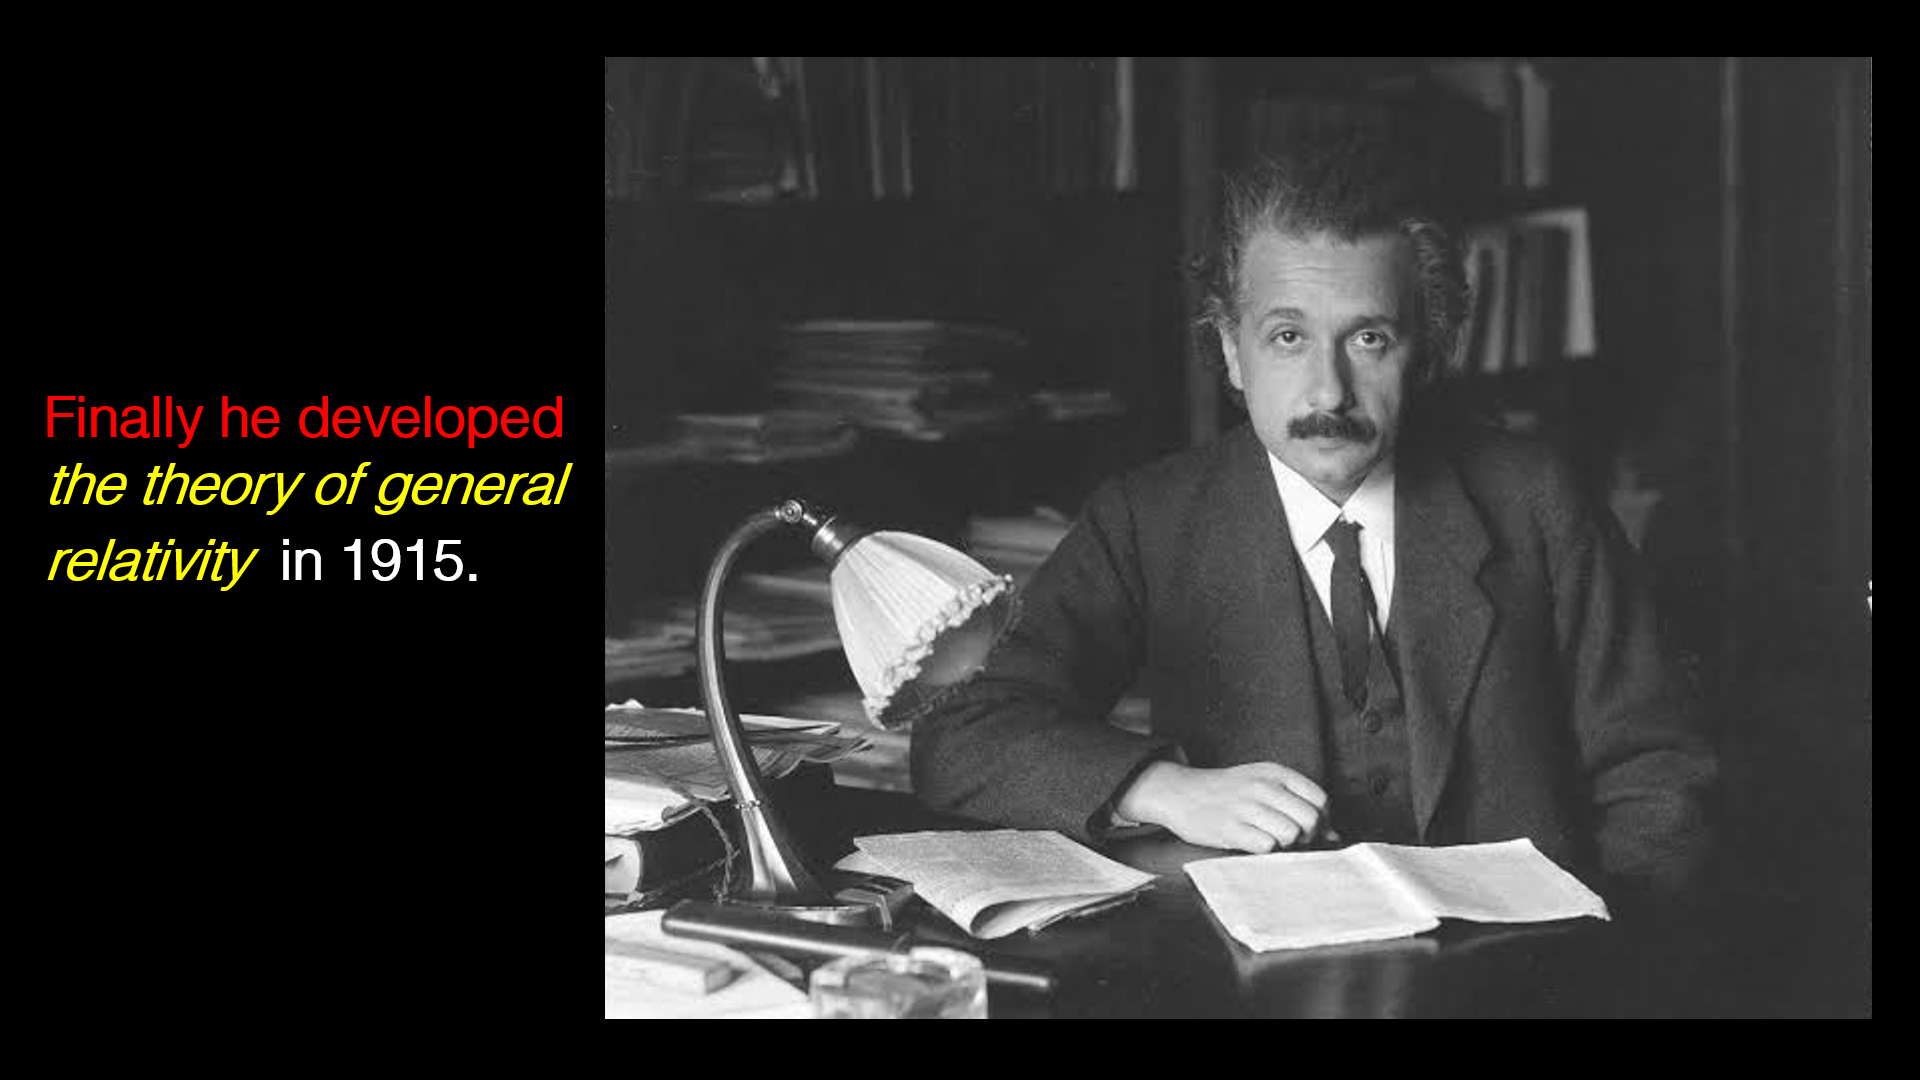 Finally he developed
the theory of general
relativity in 1915.